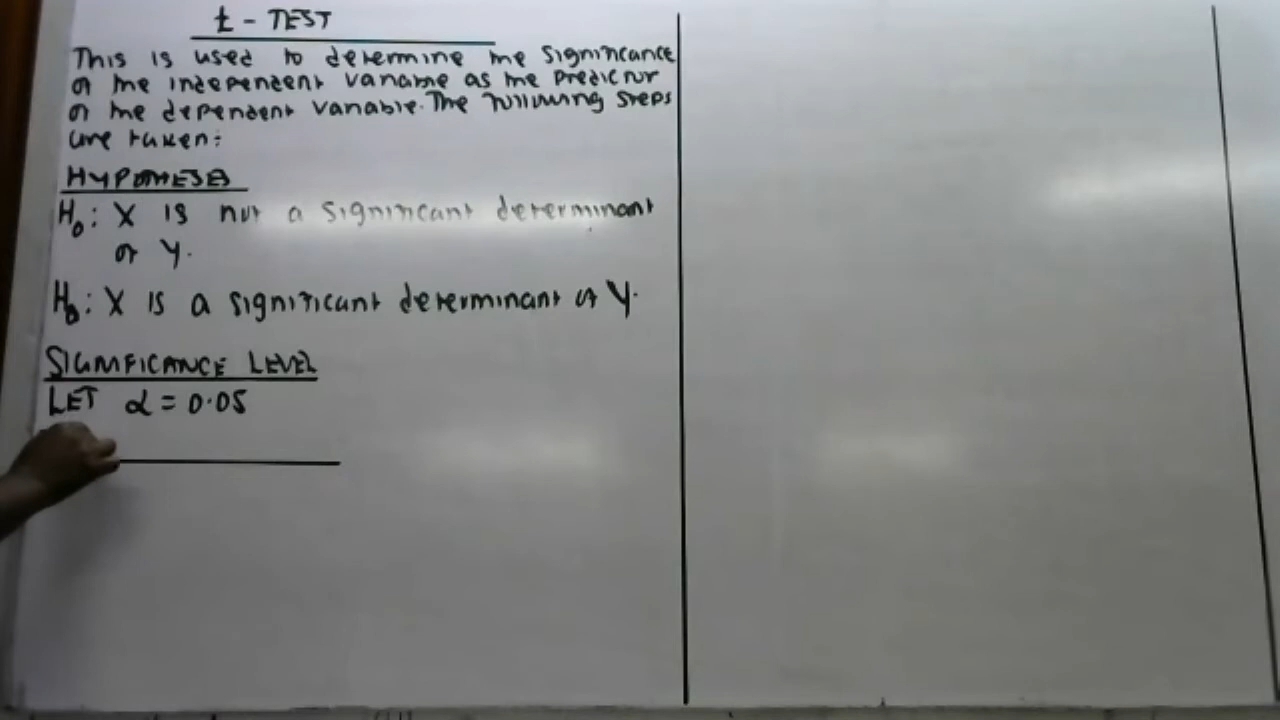 t - TEST
This is used to determine the significance
of the independent variable as the predictor
of the dependent variable. The following steps
are taken:
HYPOTHESES
H₀: X is not a significant determinant
of Y.
H₀: X is a significant determinant of Y.
SIGNIFICANCE LEVEL
LET α = 0.05